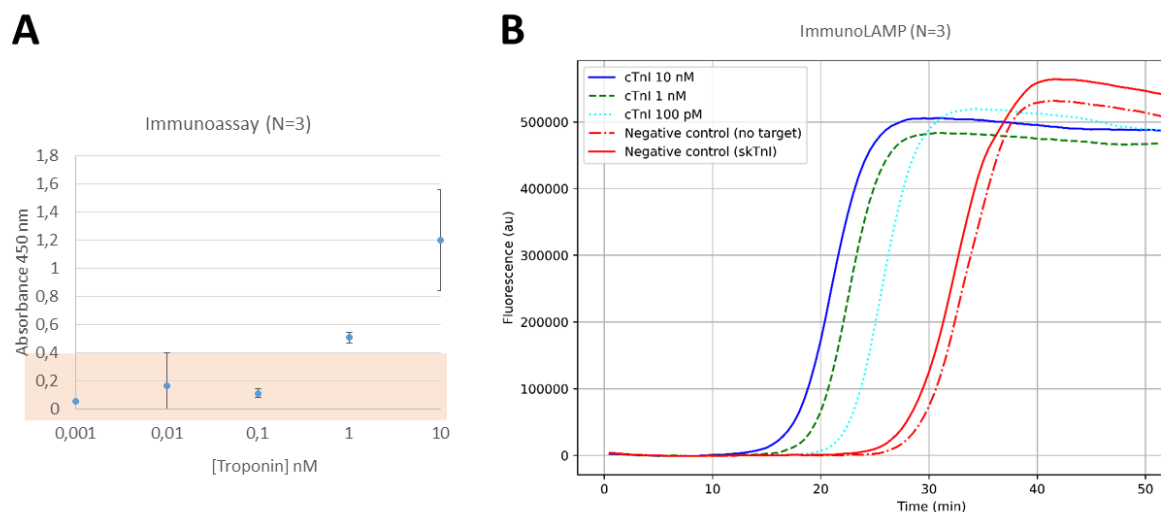 A
Immunoassay (N=3)
Absorbance 450 nm
1,8
1,6
1,4
1,2
1
0,8
0,6
0,4
0,2
0
0,001
0,01
0,1
1
10
[Troponin] nM
B
ImmunoLAMP (N=3)
cTnI 10 nM
cTnI 1 nM
cTnI 100 pM
Negative control (no target)
Negative control (skTnI)
Fluorescence (au)
500000
400000
300000
200000
100000
0
0
10
20
30
40
50
Time (min)